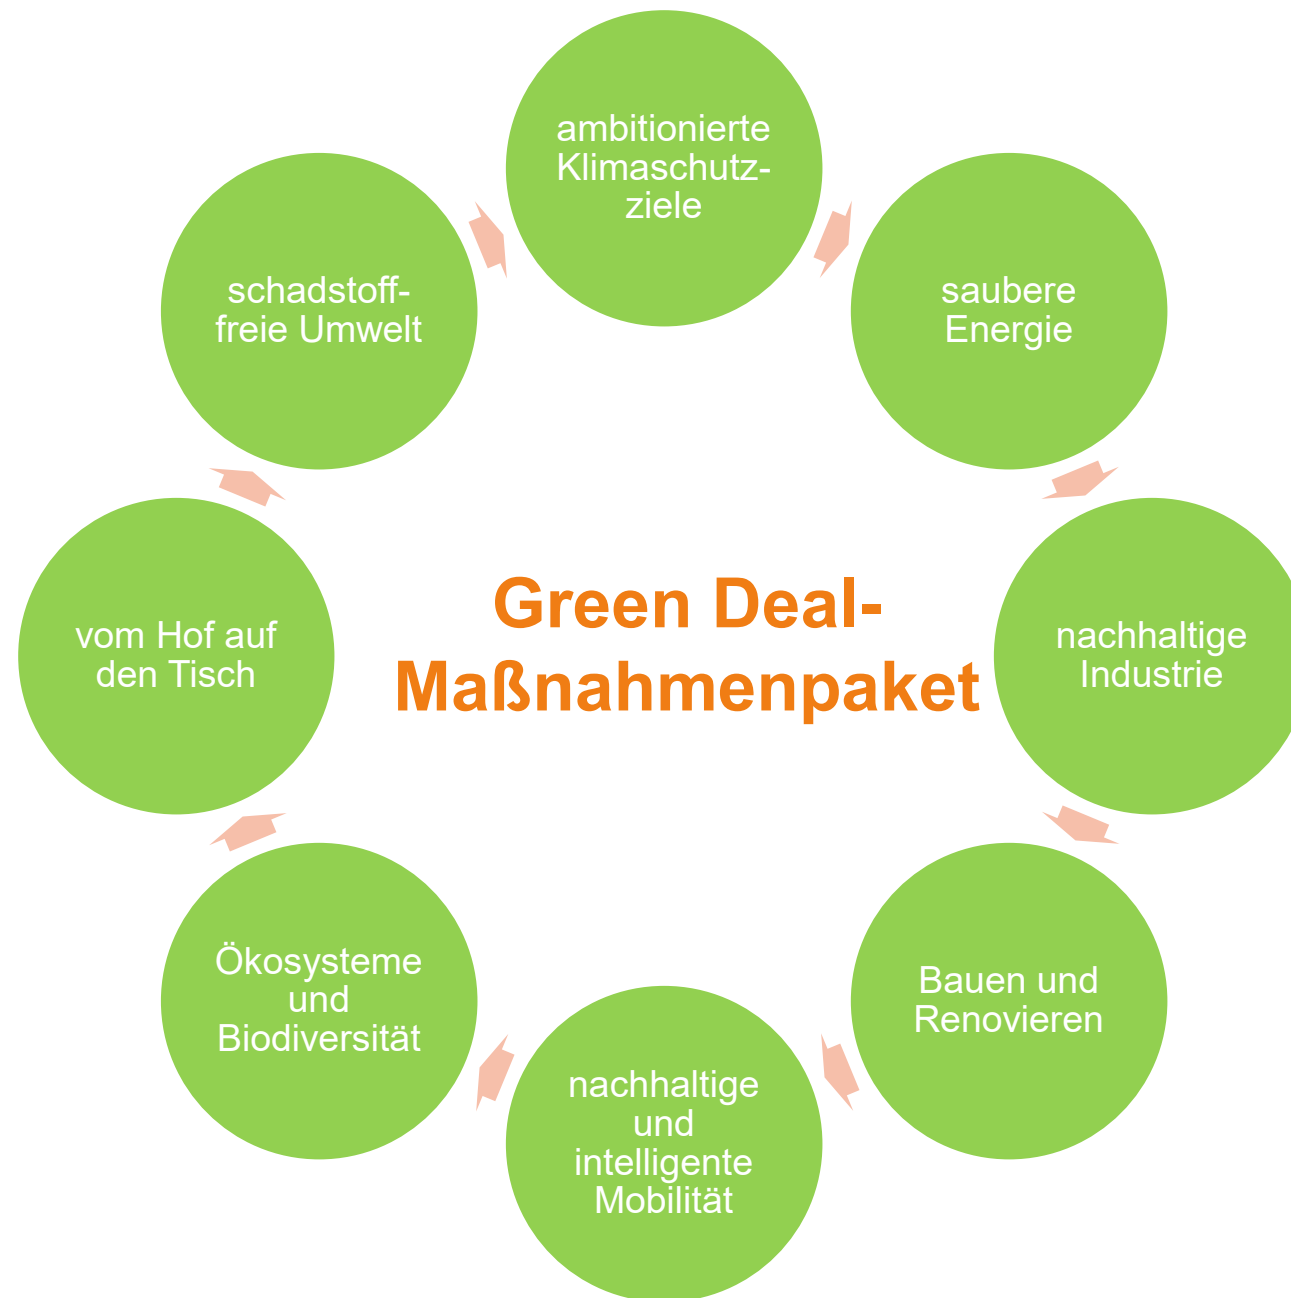 ambitionierte
Klimaschutz-
ziele
saubere
Energie
nachhaltige
Industrie
Bauen und
Renovieren
nachhaltige
und
intelligente
Mobilität
Ökosysteme
und
Biodiversität
vom Hof auf
den Tisch
schadstoff-
freie Umwelt
Green Deal-
Maßnahmenpaket